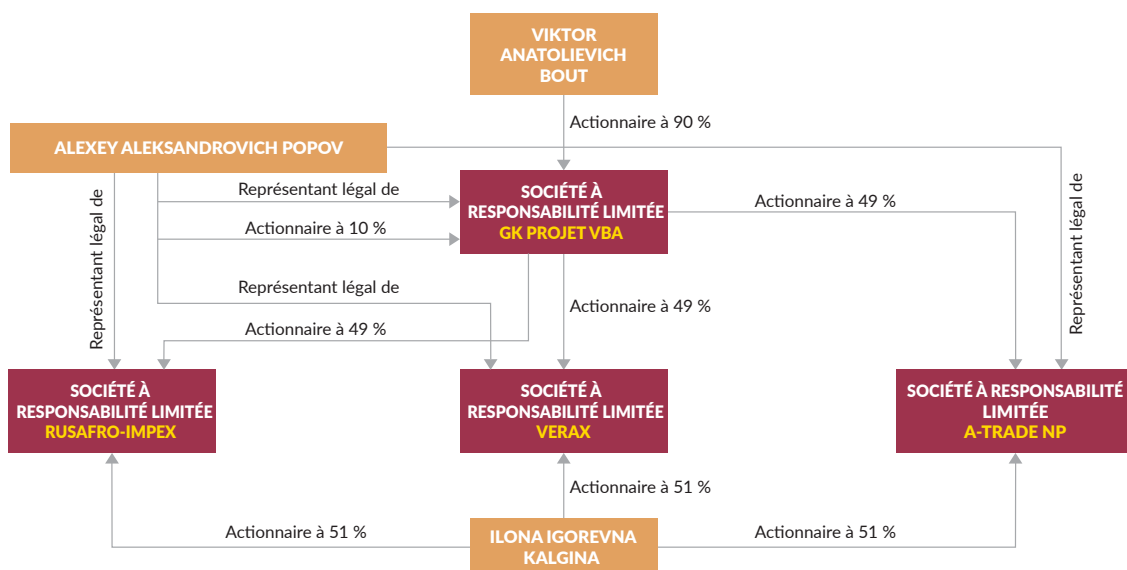 VIKTOR
ANATOLIEVICH
BOUT
Actionnaire à 90 %
ALEXEY ALEKSANDROVICH POPOV
Représentant légal de
Représentant légal de
Actionnaire à 10 %
SOCIÉTÉ À
RESPONSABILITÉ LIMITÉE
GK PROJET VBA
Actionnaire à 49 %
Représentant légal de
Représentant légal de
Actionnaire à 49 %
Actionnaire à 49 %
SOCIÉTÉ À
RESPONSABILITÉ LIMITÉE
RUSAFRO-IMPEX
SOCIÉTÉ À
RESPONSABILITÉ LIMITÉE
VERAX
SOCIÉTÉ À RESPONSABILITÉ
LIMITÉE
A-TRADE NP
Actionnaire à 51 %
Actionnaire à 51 %
ILONA IGOREVNA
KALGINA
Actionnaire à 51 %